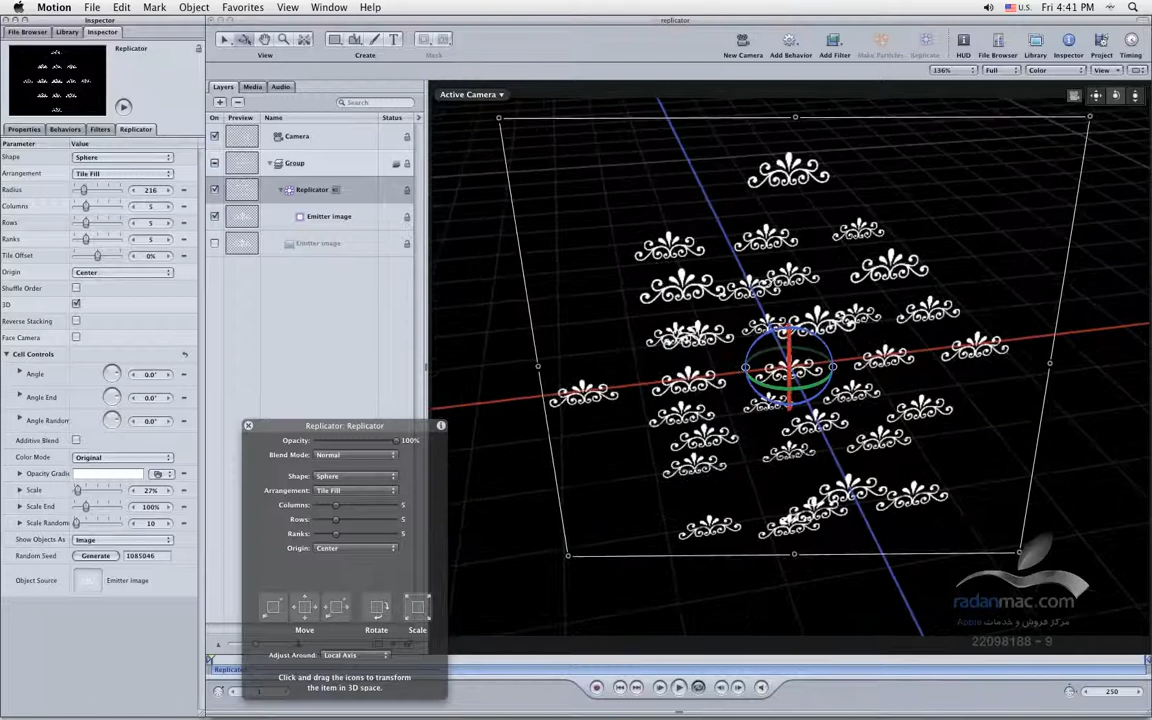 Motion File Edit Mark Object Favorites View Window Help
U.S. Fri 4:41 PM
Inspector
replicator
File Browser Library Inspector
Replicator
View
Create
Mask
New Camera Add Behavior Add Filter Make Particles Replicate HUD File Browser Library Inspector Project Timing
136% Full Color View
Layers Media Audio
Active Camera
Search
Properties Behaviors Filters Replicator
On Preview Name Status
Parameter Value
Camera
Group
Replicator
Emitter image
Emitter image
Shape Sphere
Arrangement Tile Fill
Radius 216
Columns 5
Rows 5
Ranks 5
Tile Offset 0%
Origin Center
Shuffle Order
3D
Reverse Stacking
Face Camera
Cell Controls
Angle 0.0°
Angle End 0.0°
Angle Random 0.0°
Additive Blend
Color Mode Original
Opacity Gradi
Scale 27%
Scale End 100%
Scale Random 10
Show Objects As Image
Random Seed Generate 1085046
Object Source Emitter image
Replicator: Replicator
Opacity: 100%
Blend Mode: Normal
Shape: Sphere
Arrangement: Tile Fill
Columns: 5
Rows: 5
Ranks: 5
Origin: Center
Move Rotate Scale
Adjust Around: Local Axis
Click and drag the icons to transform
the item in 3D space.
radanmac.com
مرکز فروش و خدمات Apple
22098188 - 9
Replicator
1
250